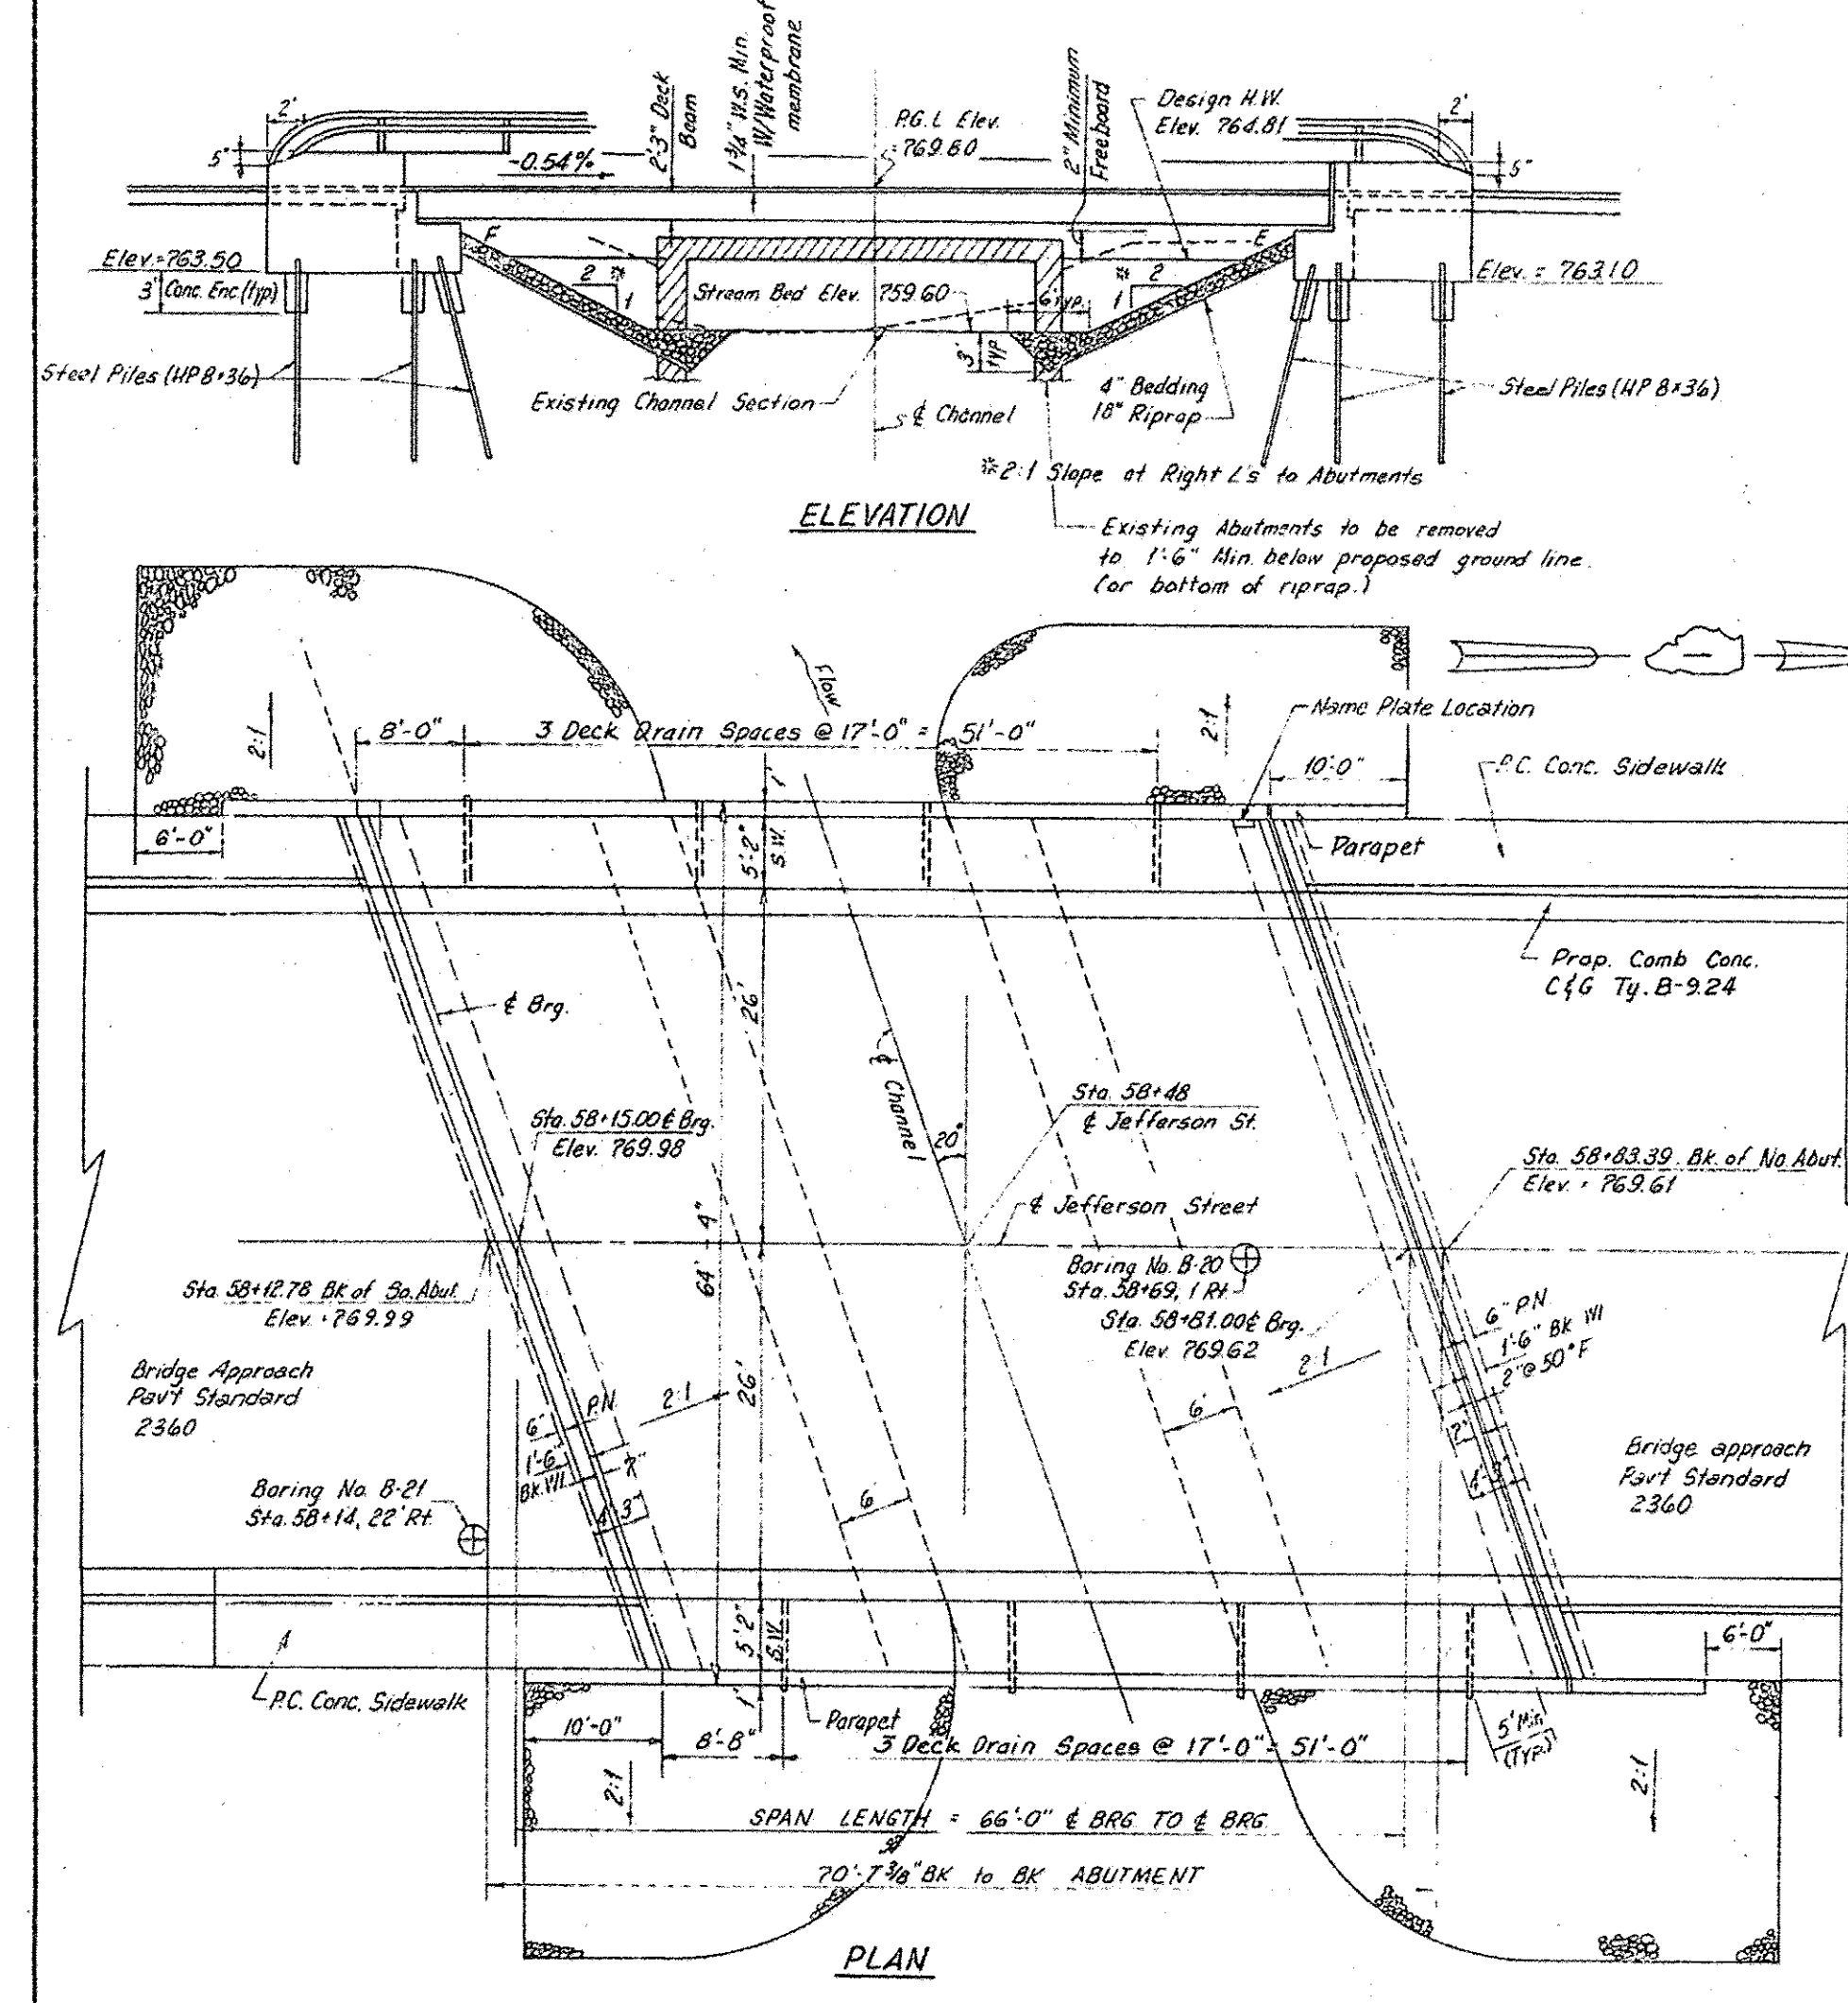 2'
5"
-0.54%
2'-3" Deck
Beam
1 3/4" W.S. Min.
W/Waterproof
membrane
P.G.L Elev.
=769.80
2" Minimum
Freeboard
Design H.W.
Elev. 764.81
2'
5"
Elev.=763.50
3' Conc. Enc.(typ)
F
2
*
1
Stream Bed Elev. 759.60
6' typ.
*
1
2
E
Elev. = 763.10
Steel Piles (HP 8×36)
Existing Channel Section
℄ Channel
3'
typ
4" Bedding
18" Riprap
Steel Piles (HP 8×36)
*2:1 Slope at Right L's to Abutments
ELEVATION
Existing Abutments to be removed
to 1'-6" Min. below proposed ground line.
(or bottom of riprap.)
Flow
2:1
8'-0"
3 Deck Drain Spaces @ 17'-0" = 51'-0"
2:1
Name Plate Location
10'-0"
P.C. Conc. Sidewalk
6'-0"
1'
5'-2"
S.W.
Parapet
Prop. Comb Conc.
C&G Ty. B-9.24
℄ Brg.
26'
℄ Channel
20°
Sta. 58+48
℄ Jefferson St.
Sta. 58+15.00 ℄ Brg.
Elev. 769.98
Sta. 58+83.39 Bk. of No. Abut.
Elev. = 769.61
℄ Jefferson Street
64'-4"
Sta. 58+12.78 Bk of So. Abut.
Elev. = 769.99
Boring No. B-20
Sta. 58+69, 1 Rt
Sta. 58+81.00 ℄ Brg.
Elev. 769.62
6" P.N.
1'-6" Bk W
2" @ 50°F
Bridge Approach
Pav't Standard
2360
26'
2:1
2:1
6"
P.N.
1'-6"
Bk. W
7"
4'-3"
6'
6'
7"
4'-3"
Bridge approach
Pav't Standard
2360
Boring No. B-21
Sta. 58+14, 22' Rt.
5'-2"
S.W.
1'
6'-0"
P.C. Conc. Sidewalk
10'-0"
8'-8"
Parapet
3 Deck Drain Spaces @ 17'-0" = 51'-0"
5' Min
(TYP.)
2:1
2:1
SPAN LENGTH = 66'-0" ℄ BRG. TO ℄ BRG.
70'-7 3/8" BK to BK ABUTMENT
PLAN